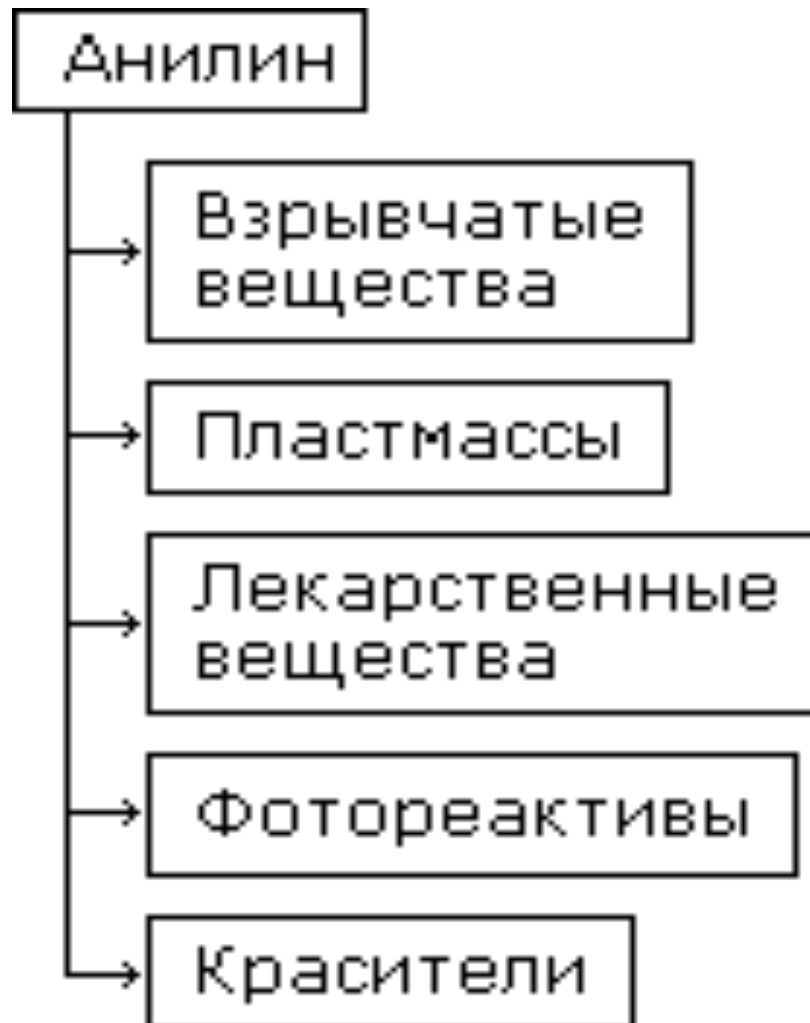 Анилин
Взрывчатые
вещества
Пластмассы
Лекарственные
вещества
Фотореактивы
Красители